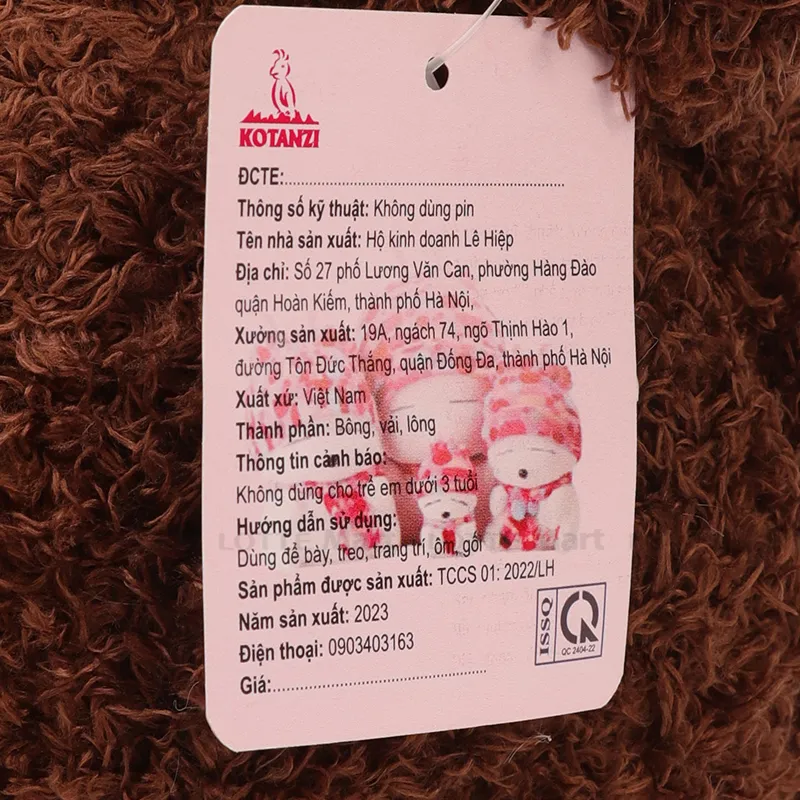 KOTANZI
ĐCTE:
Thông số kỹ thuật: Không dùng pin
Tên nhà sản xuất: Hộ kinh doanh Lê Hiệp
Địa chỉ: Số 27 phố Lương Văn Can, phường Hàng Đào
quận Hoàn Kiếm, thành phố Hà Nội,
Xưởng sản xuất: 19A, ngách 74, ngõ Thịnh Hào 1,
đường Tôn Đức Thắng, quận Đống Đa, thành phố Hà Nội
Xuất xứ: Việt Nam
Thành phần: Bông, vải, lông
Thông tin cảnh báo:
Không dùng cho trẻ em dưới 3 tuổi
Hướng dẫn sử dụng:
Dùng để bày, treo, trang trí, ôm, gối
Sản phẩm được sản xuất: TCCS 01: 2022/LH
Năm sản xuất: 2023
Điện thoại: 0903403163
Giá:
ISSQ
QC 2404-22